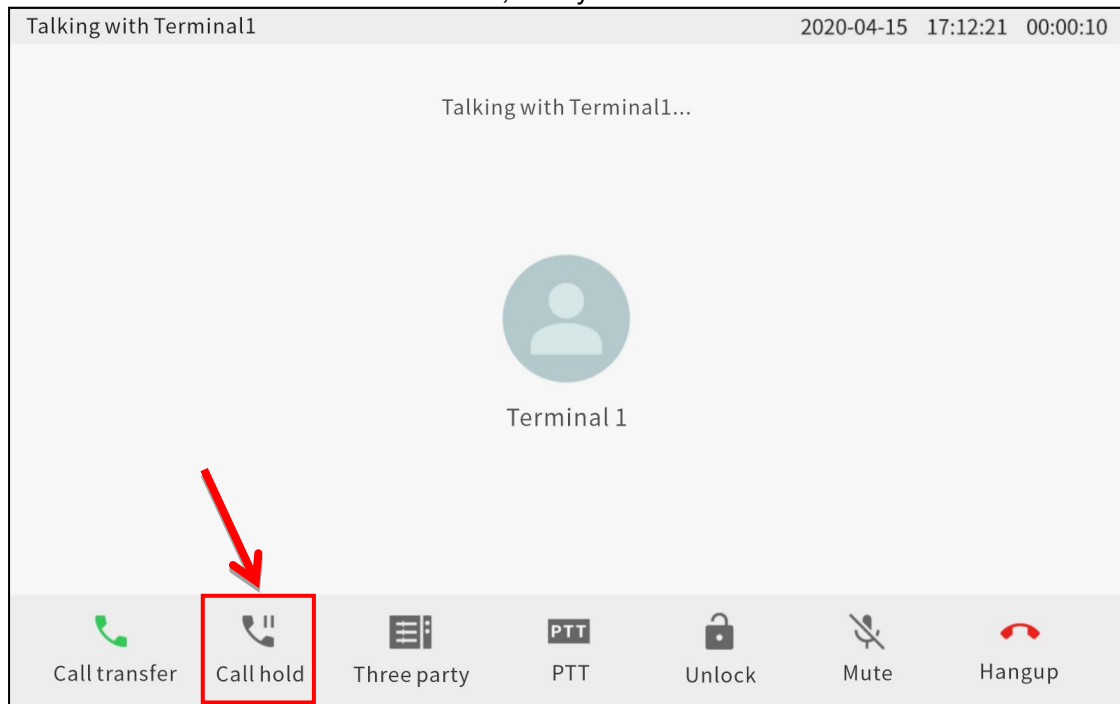 Talking with Terminal1 2020-04-15 17:12:21 00:00:10
Talking with Terminal1...
Terminal 1
PTT
Call transfer Call hold Three party PTT Unlock Mute Hangup